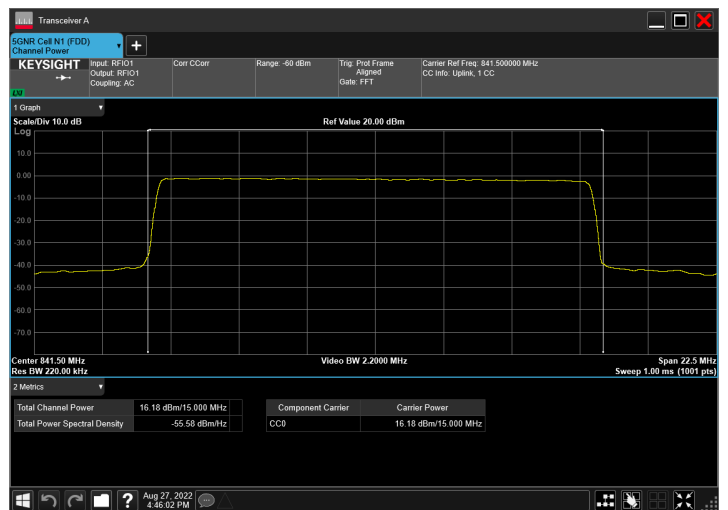 Transceiver A
5GNR Cell N1 (FDD)
Channel Power
KEYSIGHT
LXI
Input: RFIO1
Output: RFIO1
Coupling: AC
Corr CCorr
Range: -60 dBm
Trig: Prot Frame
Aligned
Gate: FFT
Carrier Ref Freq: 841.500000 MHz
CC Info: Uplink, 1 CC
1 Graph
Scale/Div 10.0 dB
Ref Value 20.00 dBm
Log
10.0
0.00
-10.0
-20.0
-30.0
-40.0
-50.0
-60.0
-70.0
Center 841.50 MHz
Video BW 2.2000 MHz
Span 22.5 MHz
Res BW 220.00 kHz
Sweep 1.00 ms (1001 pts)
2 Metrics
Total Channel Power 16.18 dBm/15.000 MHz
Total Power Spectral Density -55.58 dBm/Hz
Component Carrier Carrier Power
CC0 16.18 dBm/15.000 MHz
?
Aug 27, 2022
4:46:02 PM